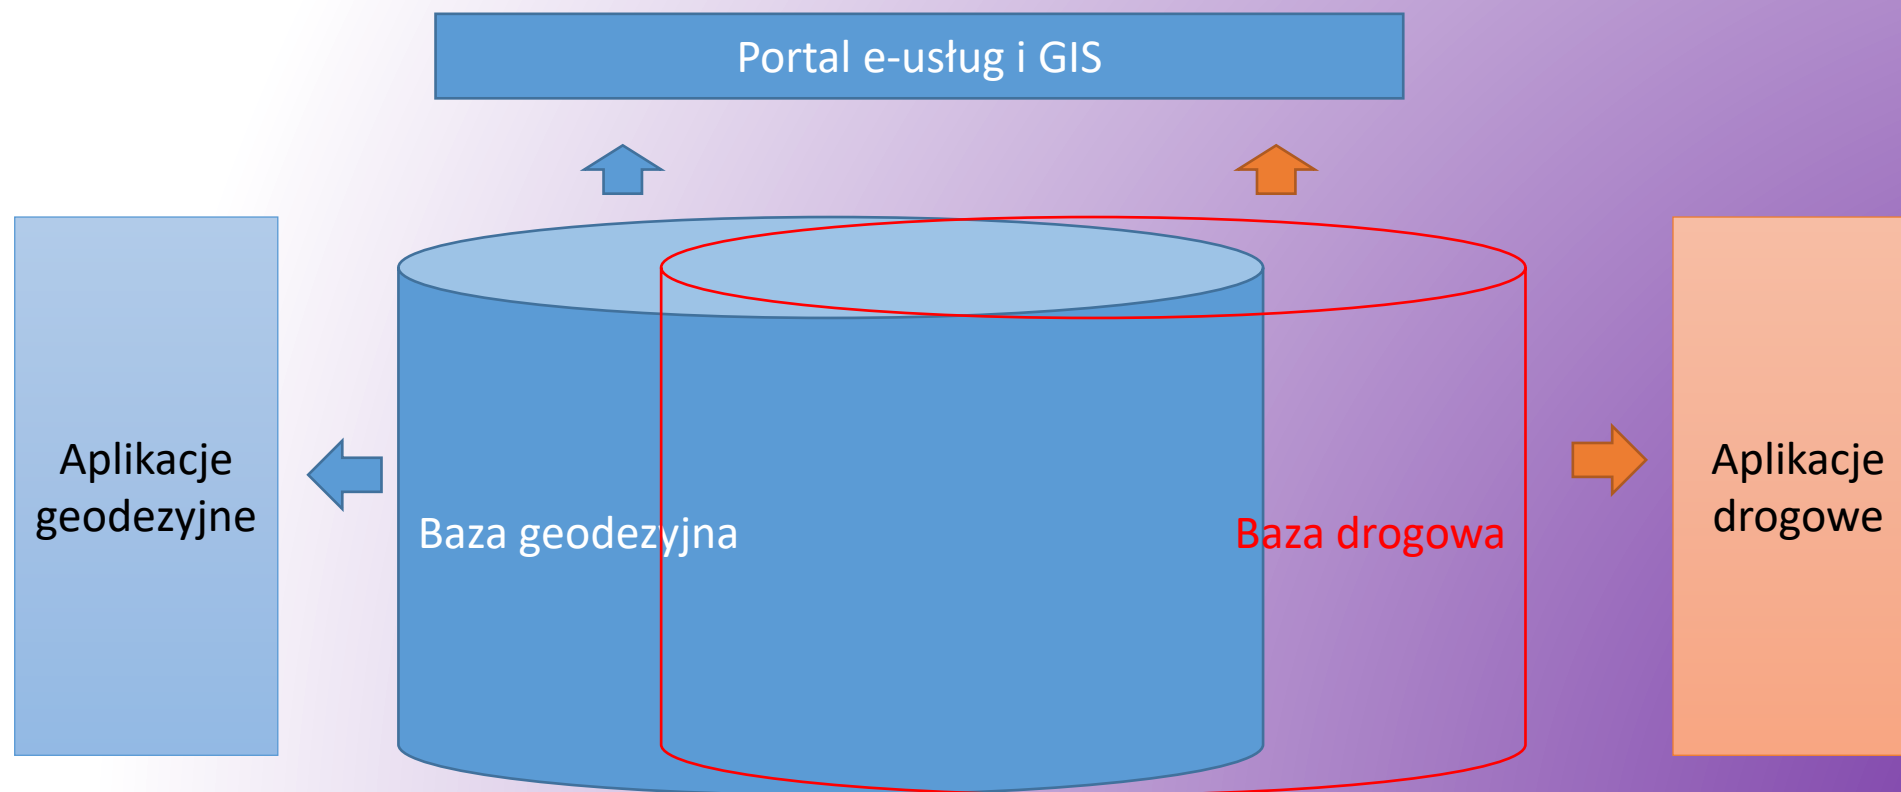 Portal e-usług i GIS
Aplikacje
geodezyjne
Baza geodezyjna
Baza drogowa
Aplikacje
drogowe